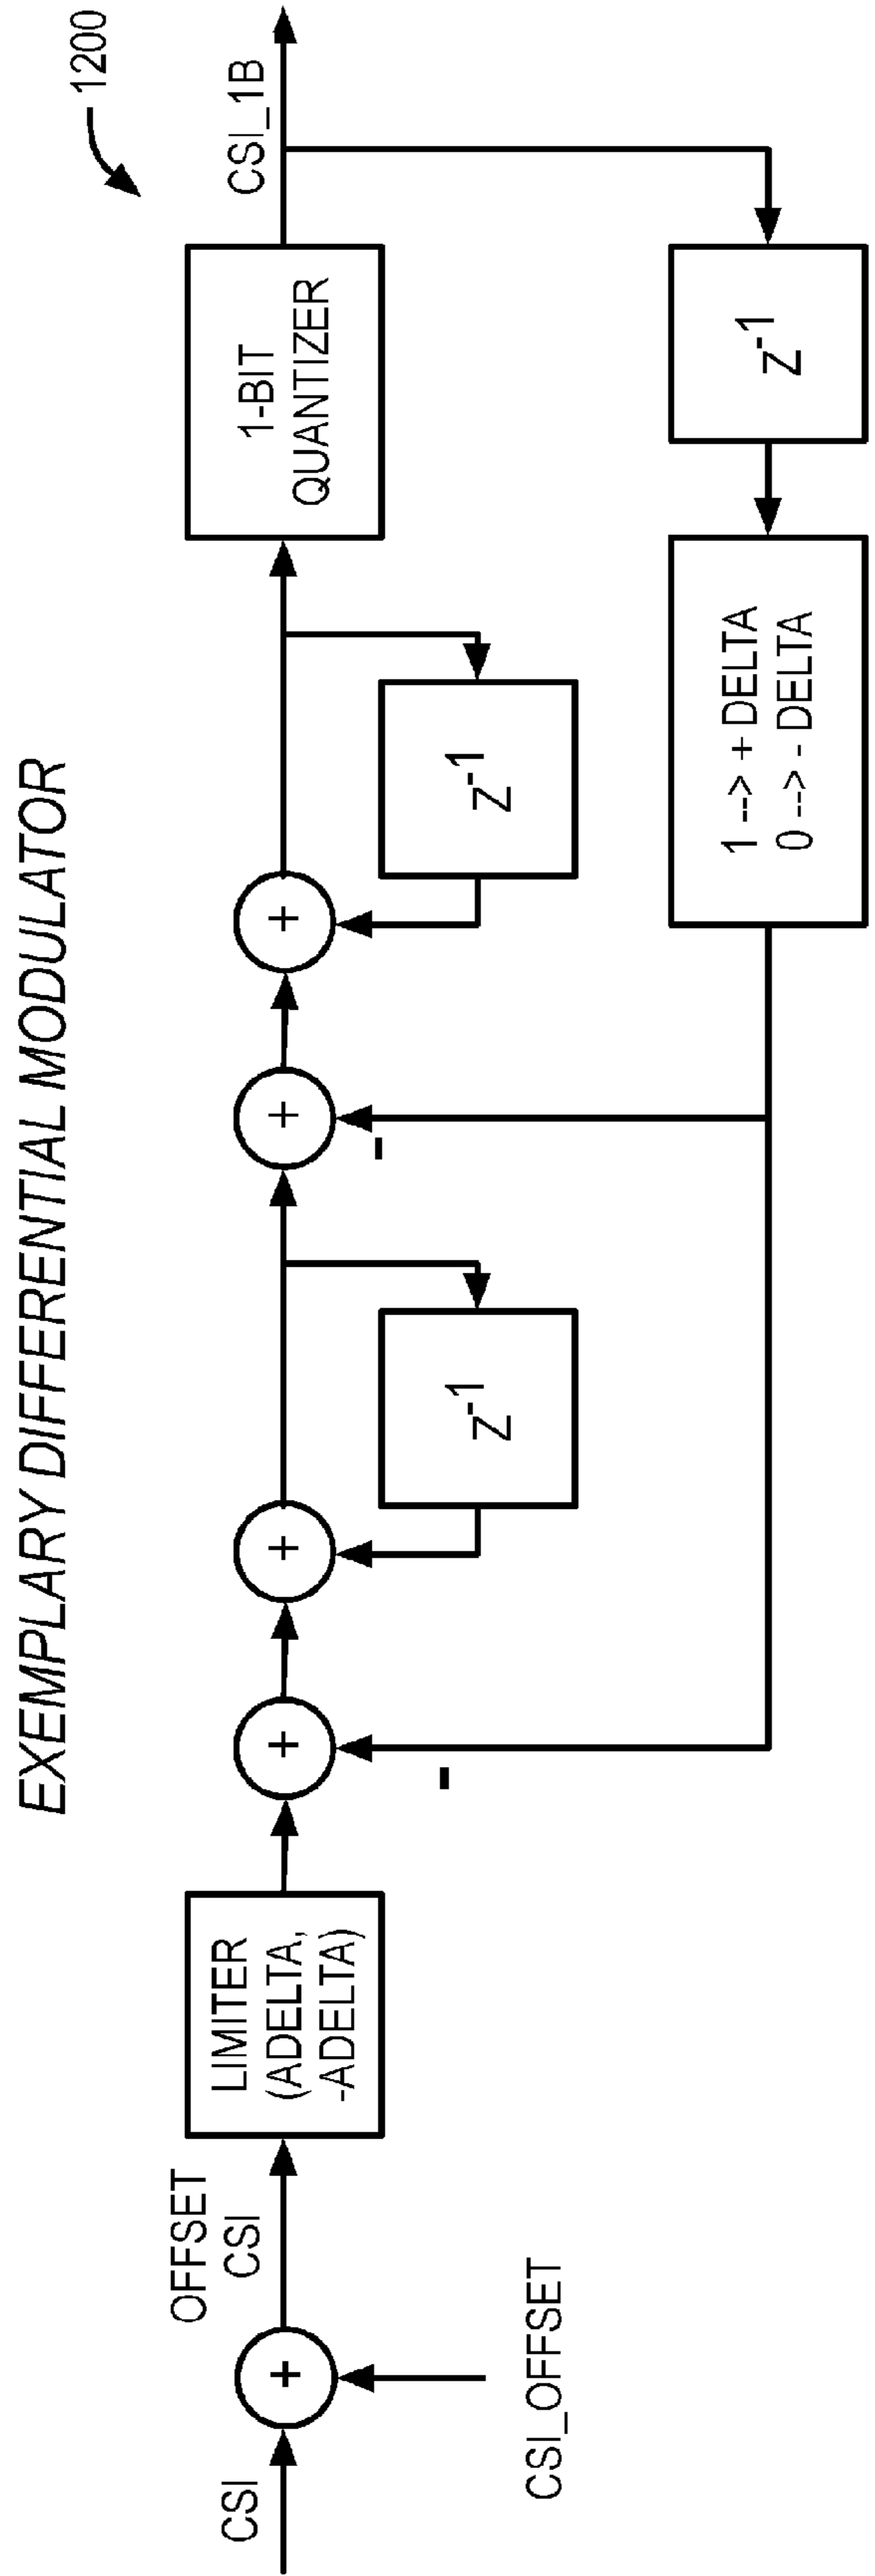 EXEMPLARY DIFFERENTIAL MODULATOR
1200
CSI
+
CSI_OFFSET
OFFSET
CSI
LIMITER
(ADELTA,
-ADELTA)
+
-
+
Z-1
+
-
+
Z-1
1-BIT
QUANTIZER
CSI_1B
Z-1
1 --> + DELTA
0 --> - DELTA